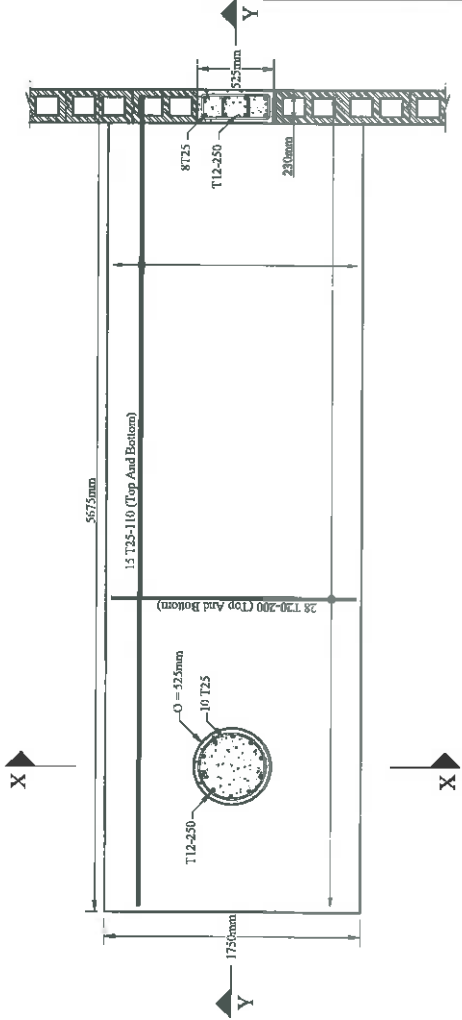 X
X
Y
Y
5675mm
1750mm
525mm
230mm
8T25
T12-250
15 T25-110 (Top And Bottom)
28 T20-200 (Top And Bottom)
O = 525mm
10 T25
T12-250